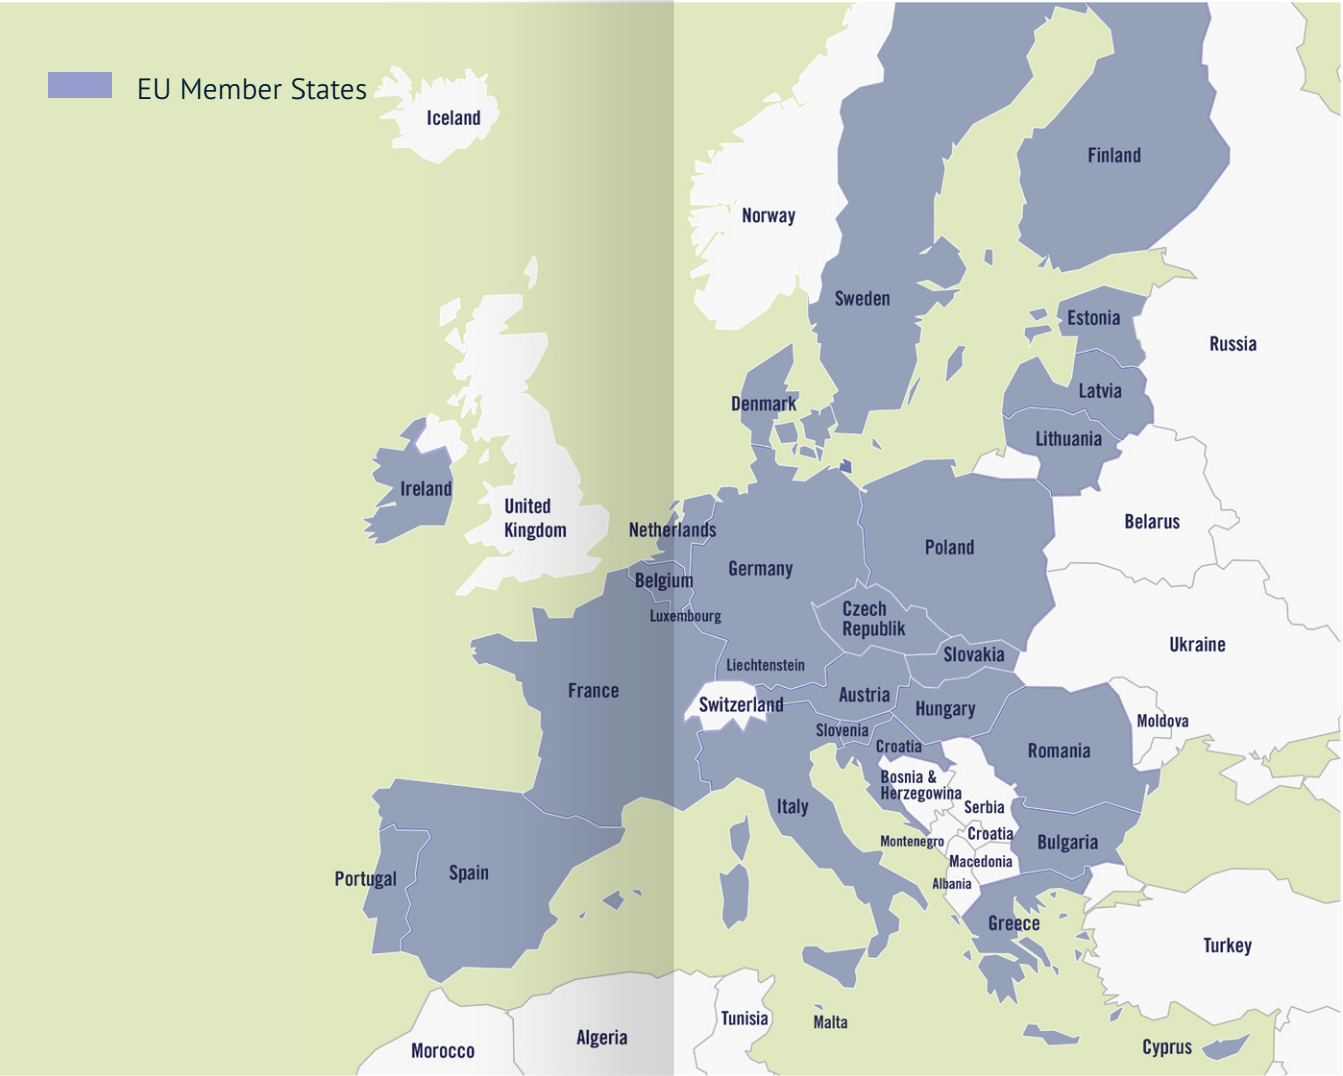 EU Member States
Iceland
Finland
Norway
Sweden
Estonia
Russia
Latvia
Denmark
Lithuania
Ireland
United
Kingdom
Netherlands
Belarus
Poland
Germany
Belgium
Czech
Republik
Luxembourg
Ukraine
Slovakia
Liechtenstein
France
Austria
Switzerland
Hungary
Moldova
Slovenia
Croatia
Romania
Bosnia &
Herzegowina
Italy
Serbia
Croatia
Montenegro
Bulgaria
Macedonia
Spain
Portugal
Albania
Greece
Turkey
Tunisia
Malta
Algeria
Cyprus
Morocco